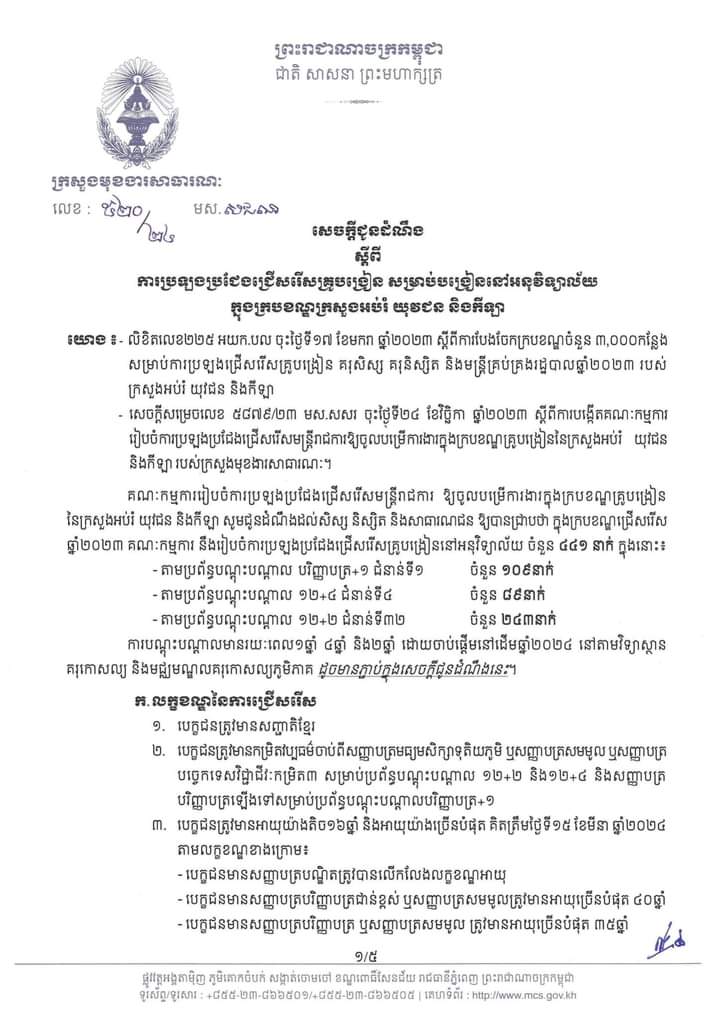 ព្រះរាជាណាចក្រកម្ពុជា
ជាតិ សាសនា ព្រះមហាក្សត្រ
ក្រសួងមុខងារសាធារណៈ
លេខ : ៥២០/២៤ មស.
សេចក្តីជូនដំណឹង
ស្តីពី
ការប្រឡងប្រជែងជ្រើសរើសគ្រូបង្រៀន សម្រាប់បង្រៀននៅអនុវិទ្យាល័យ
ក្នុងក្របខណ្ឌក្រសួងអប់រំ យុវជន និងកីឡា
យោង ៖- លិខិតលេខ២២៥ អយក.បល ចុះថ្ងៃទី១៧ ខែមករា ឆ្នាំ២០២៣ ស្តីពីការបែងចែកក្របខណ្ឌចំនួន ៣,០០០កន្លែង
សម្រាប់ការប្រឡងជ្រើសរើសគ្រូបង្រៀន គរុសិស្ស គរុនិស្សិត និងមន្ត្រីគ្រប់គ្រងរដ្ឋបាលឆ្នាំ២០២៣ របស់
ក្រសួងអប់រំ យុវជន និងកីឡា
- សេចក្តីសម្រេចលេខ ៥៨៧៩/២៣ មស.សសរ ចុះថ្ងៃទី២៤ ខែវិច្ឆិកា ឆ្នាំ២០២៣ ស្តីពីការបង្កើតគណៈកម្មការ
រៀបចំការប្រឡងប្រជែងជ្រើសរើសមន្ត្រីរាជការឱ្យចូលបម្រើការងារក្នុងក្របខណ្ឌគ្រូបង្រៀននៃក្រសួងអប់រំ យុវជន
និងកីឡា របស់ក្រសួងមុខងារសាធារណៈ។
គណៈកម្មការរៀបចំការប្រឡងប្រជែងជ្រើសរើសមន្ត្រីរាជការ ឱ្យចូលបម្រើការងារក្នុងក្របខណ្ឌគ្រូបង្រៀន
នៃក្រសួងអប់រំ យុវជន និងកីឡា សូមជូនដំណឹងដល់សិស្ស និស្សិត និងសាធារណជន ឱ្យបានជ្រាបថា ក្នុងក្របខណ្ឌជ្រើសរើស
ឆ្នាំ២០២៣ គណៈកម្មការ នឹងរៀបចំការប្រឡងប្រជែងជ្រើសរើសគ្រូបង្រៀននៅអនុវិទ្យាល័យ ចំនួន ៤៤១ នាក់ ក្នុងនោះ៖
- តាមប្រព័ន្ធបណ្តុះបណ្តាល បរិញ្ញាបត្រ+១ ជំនាន់ទី១ ចំនួន ១០៩នាក់
- តាមប្រព័ន្ធបណ្តុះបណ្តាល ១២+៤ ជំនាន់ទី៤ ចំនួន ៨៩នាក់
- តាមប្រព័ន្ធបណ្តុះបណ្តាល ១២+២ ជំនាន់ទី៣២ ចំនួន ២៤៣នាក់
ការបណ្តុះបណ្តាលមានរយៈពេល១ឆ្នាំ ៤ឆ្នាំ និង២ឆ្នាំ ដោយចាប់ផ្តើមនៅដើមឆ្នាំ២០២៤ នៅតាមវិទ្យាស្ថាន
គរុកោសល្យ និងមជ្ឈមណ្ឌលគរុកោសល្យភូមិភាគ ដូចមានភ្ជាប់ក្នុងសេចក្តីជូនដំណឹងនេះ។
ក.លក្ខខណ្ឌនៃការជ្រើសរើស
១. បេក្ខជនត្រូវមានសញ្ជាតិខ្មែរ
២. បេក្ខជនត្រូវមានកម្រិតវប្បធម៌ចាប់ពីសញ្ញាបត្រមធ្យមសិក្សាទុតិយភូមិ ឬសញ្ញាបត្រសមមូល ឬសញ្ញាបត្រ
បច្ចេកទេសវិជ្ជាជីវៈកម្រិត៣ សម្រាប់ប្រព័ន្ធបណ្តុះបណ្តាល ១២+២ និង១២+៤ និងសញ្ញាបត្រ
បរិញ្ញាបត្រឡើងទៅសម្រាប់ប្រព័ន្ធបណ្តុះបណ្តាលបរិញ្ញាបត្រ+១
៣. បេក្ខជនត្រូវមានអាយុយ៉ាងតិច១៦ឆ្នាំ និងអាយុយ៉ាងច្រើនបំផុត គិតត្រឹមថ្ងៃទី១៥ ខែមីនា ឆ្នាំ២០២៤
តាមលក្ខខណ្ឌខាងក្រោម៖
- បេក្ខជនមានសញ្ញាបត្របណ្ឌិតត្រូវបានលើកលែងលក្ខខណ្ឌអាយុ
- បេក្ខជនមានសញ្ញាបត្របរិញ្ញាបត្រជាន់ខ្ពស់ ឬសញ្ញាបត្រសមមូលត្រូវមានអាយុច្រើនបំផុត ៤០ឆ្នាំ
- បេក្ខជនមានសញ្ញាបត្របរិញ្ញាបត្រ ឬសញ្ញាបត្រសមមូល ត្រូវមានអាយុច្រើនបំផុត ៣៥ឆ្នាំ
១/៥
ផ្លូវវត្តអង្គតាមិញ ភូមិគោកចំបក់ សង្កាត់ចោមចៅ ខណ្ឌពោធិ៍សែនជ័យ រាជធានីភ្នំពេញ ព្រះរាជាណាចក្រកម្ពុជា
ទូរស័ព្ទ/ទូរសារ : +៨៥៥-២៣-៨៦៦៥០១/+៨៥៥-២៣-៨៦៦៥០៥ | គេហទំព័រ : http://www.mcs.gov.kh